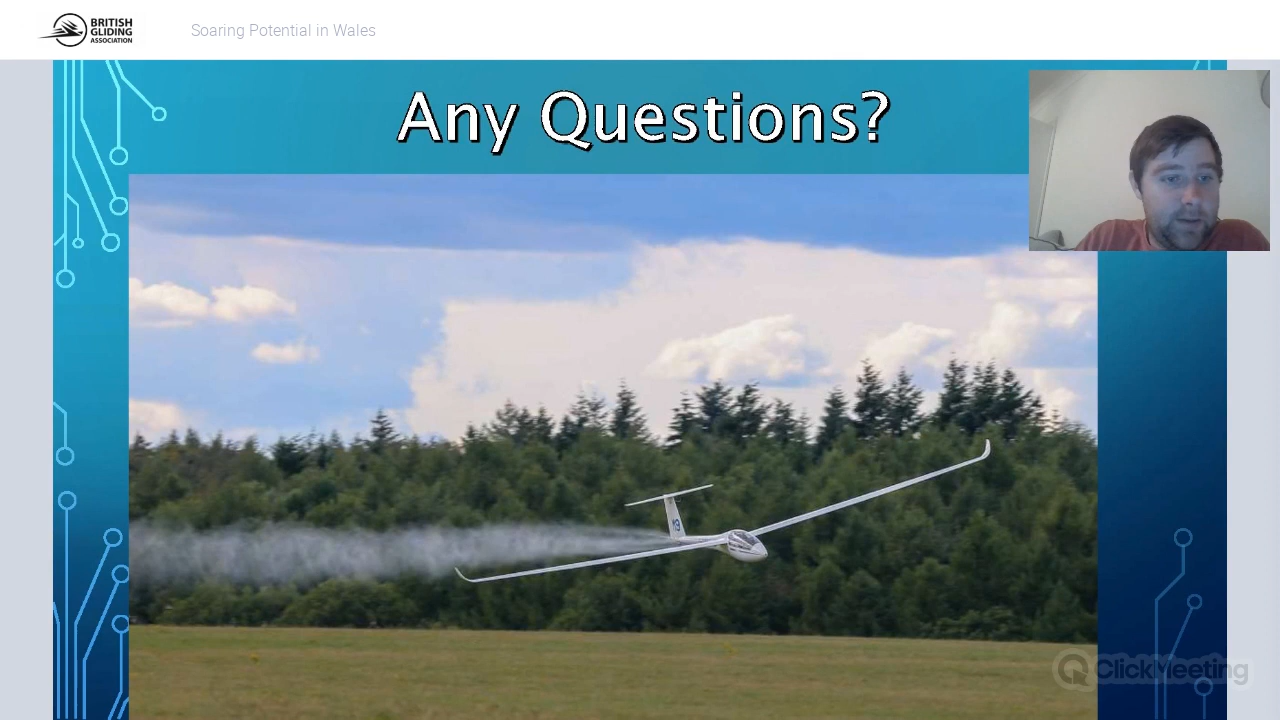 BRITISH
GLIDING
ASSOCIATION
Soaring Potential in Wales
Any Questions?
ClickMeeting